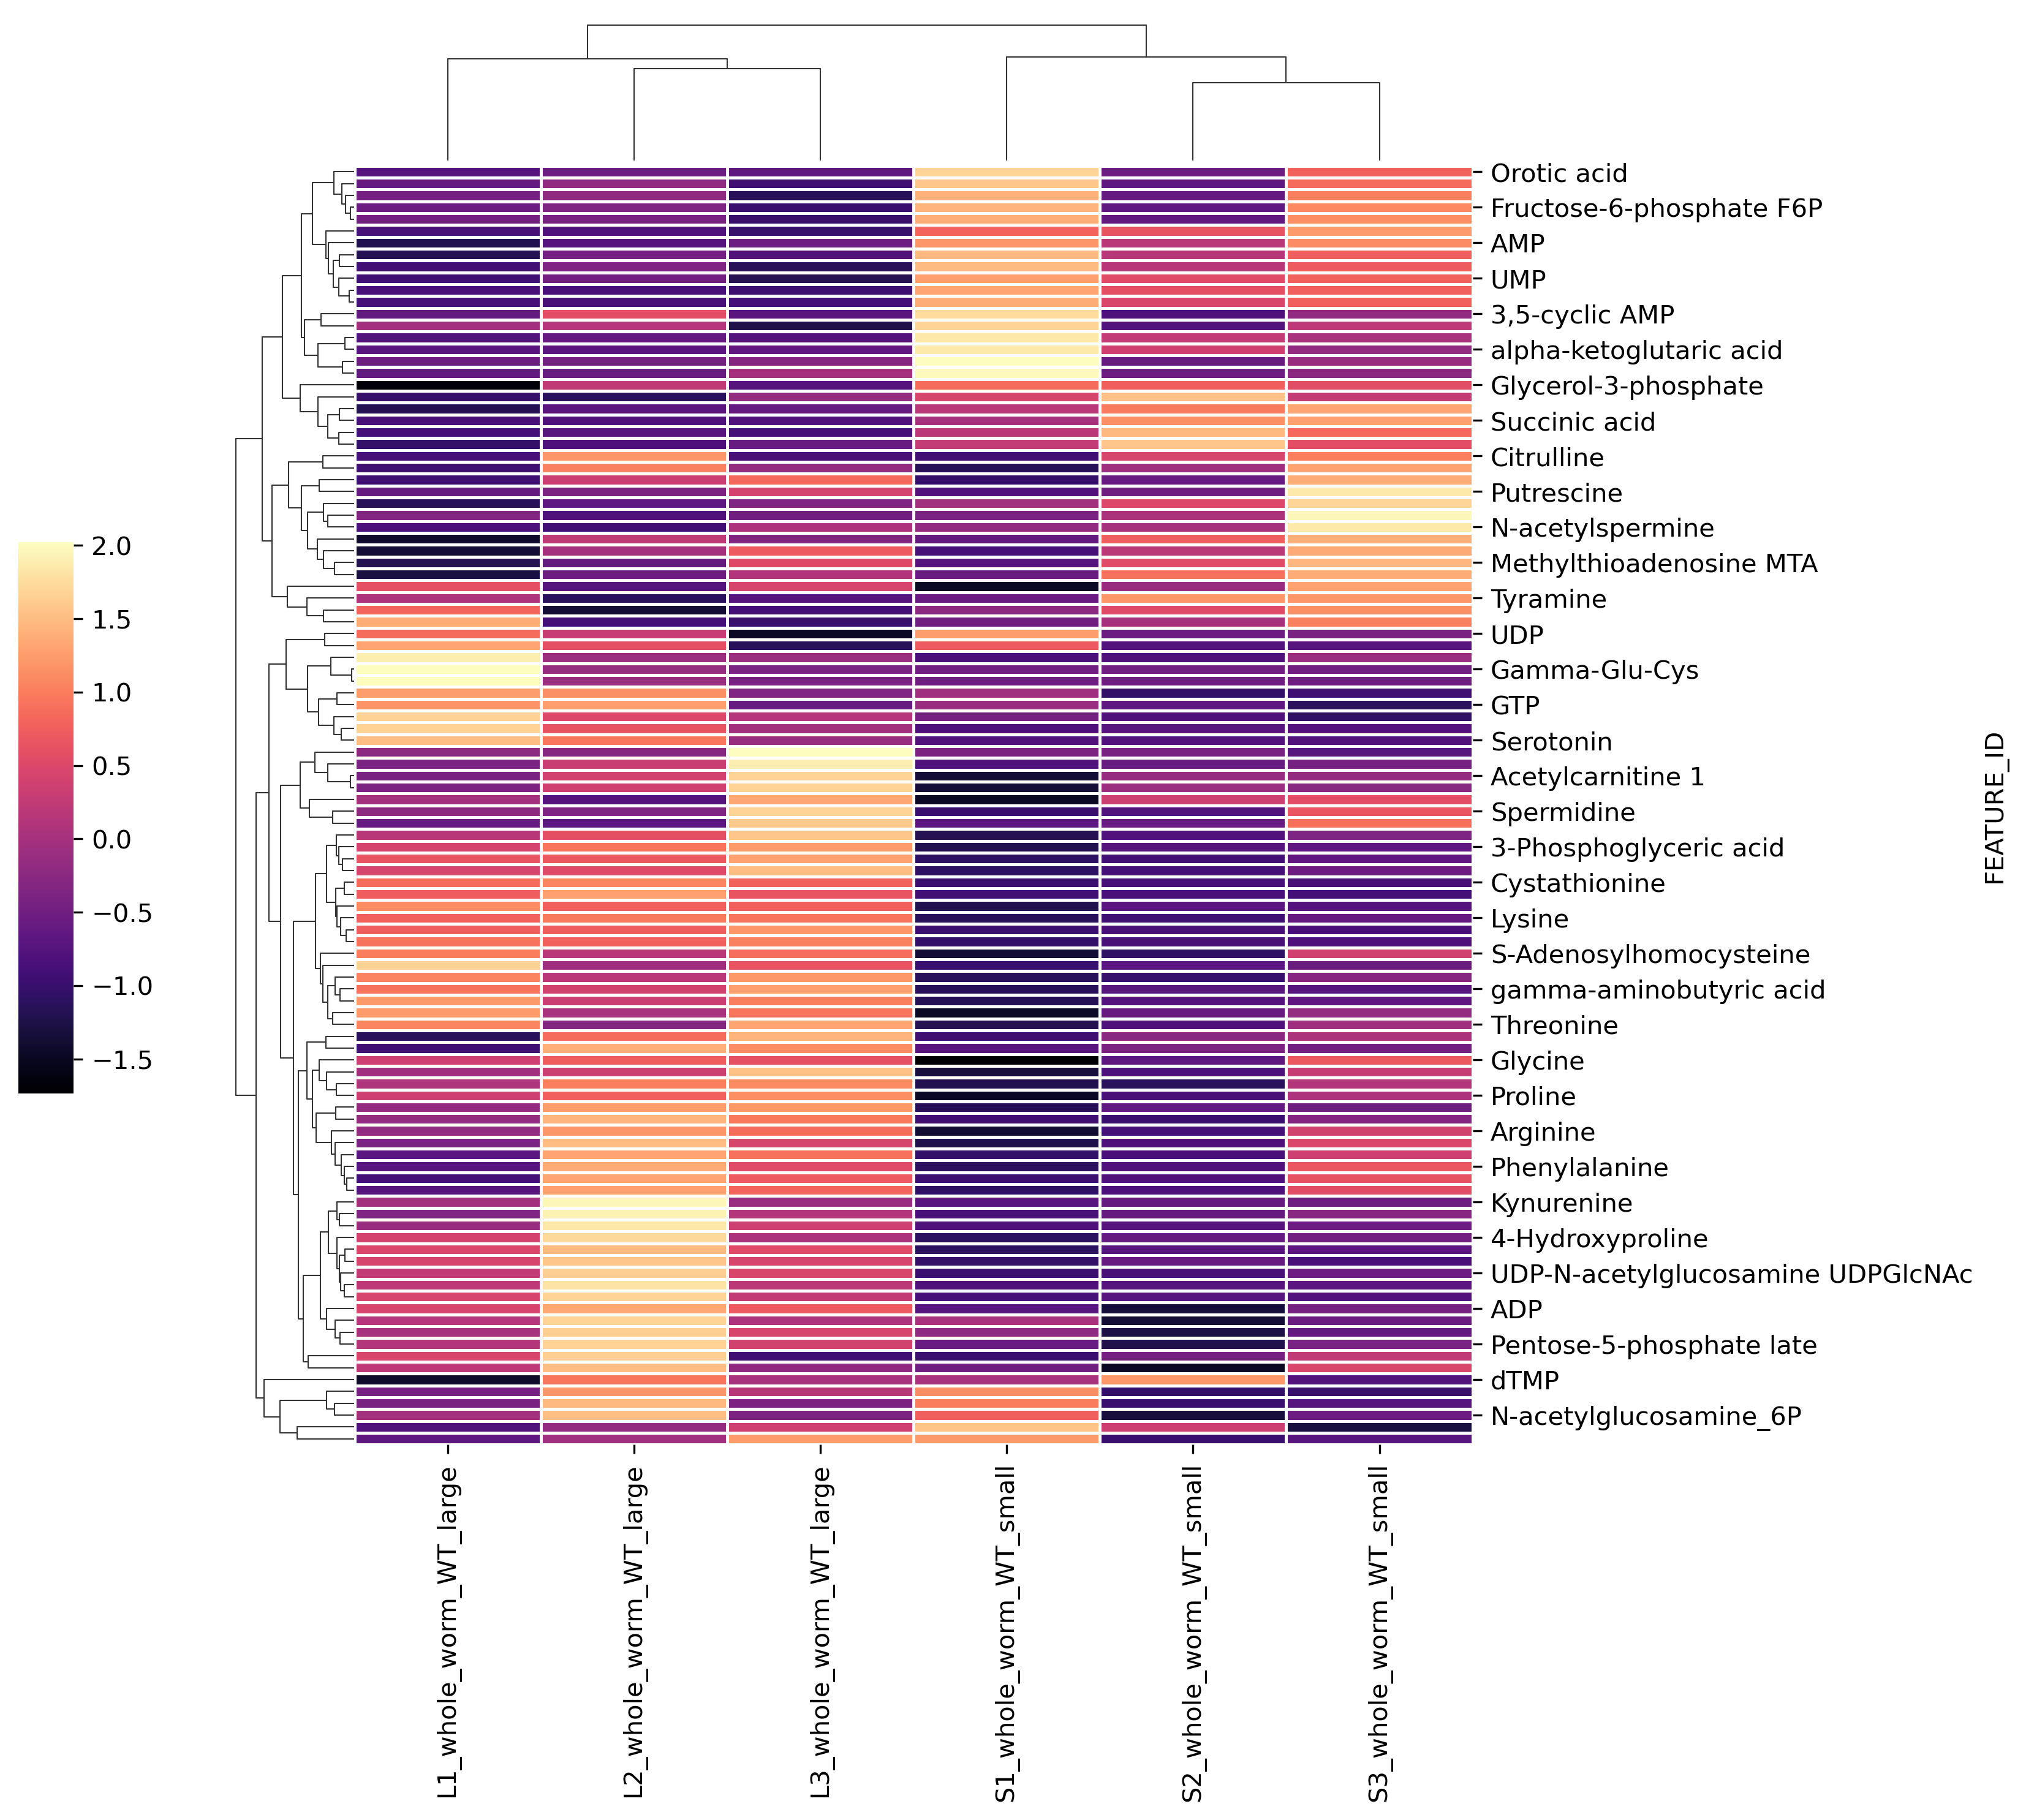 Orotic acid
Fructose-6-phosphate F6P
AMP
UMP
3,5-cyclic AMP
alpha-ketoglutaric acid
Glycerol-3-phosphate
Succinic acid
Citrulline
Putrescine
N-acetylspermine
Methylthioadenosine MTA
Tyramine
UDP
Gamma-Glu-Cys
GTP
Serotonin
Acetylcarnitine 1
Spermidine
3-Phosphoglyceric acid
Cystathionine
Lysine
S-Adenosylhomocysteine
gamma-aminobutyric acid
Threonine
Glycine
Proline
Arginine
Phenylalanine
Kynurenine
4-Hydroxyproline
UDP-N-acetylglucosamine UDPGlcNAc
ADP
Pentose-5-phosphate late
dTMP
N-acetylglucosamine_6P
FEATURE_ID
2.0
1.5
1.0
0.5
0.0
−0.5
−1.0
−1.5
L1_whole_worm_WT_large
L2_whole_worm_WT_large
L3_whole_worm_WT_large
S1_whole_worm_WT_small
S2_whole_worm_WT_small
S3_whole_worm_WT_small